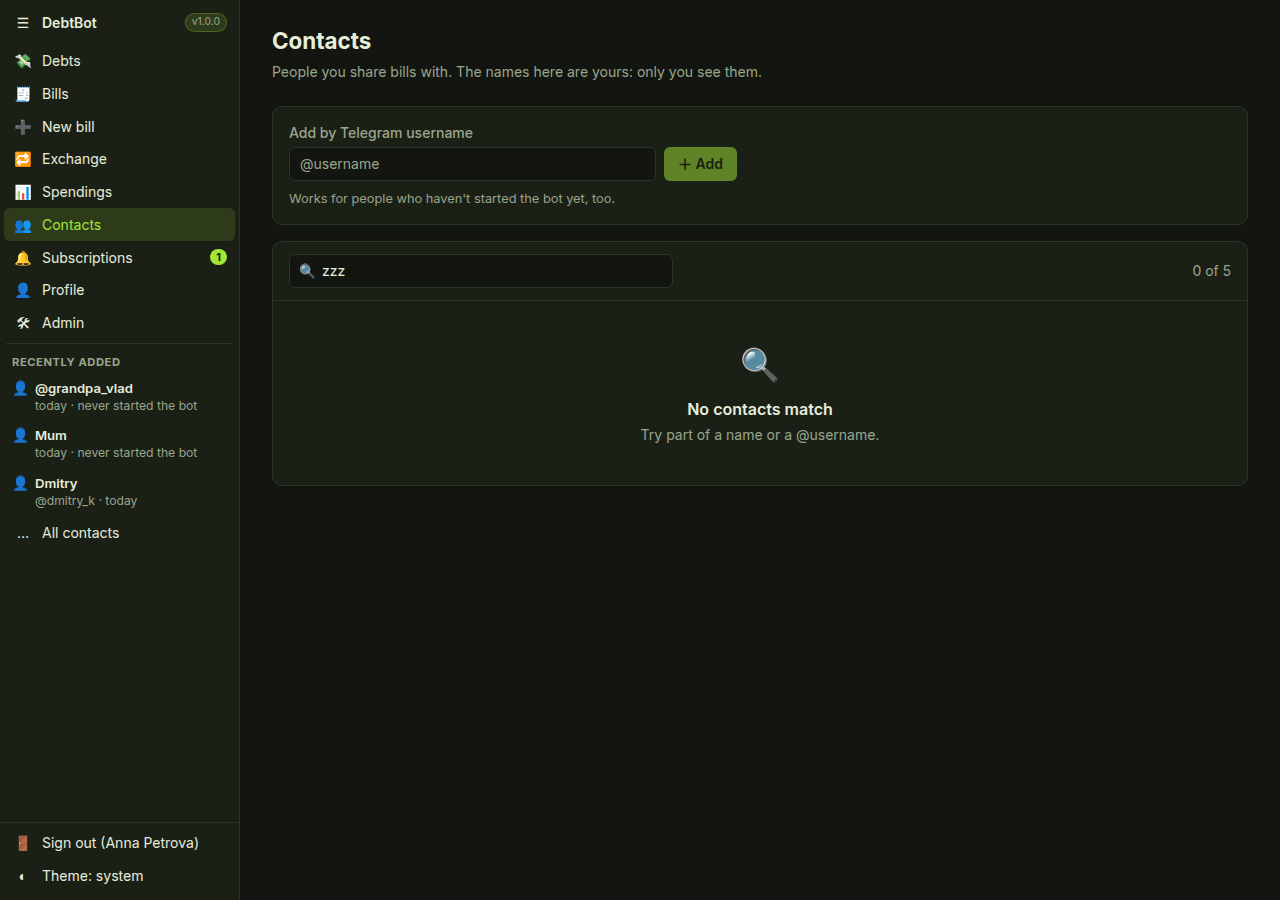 ☰ DebtBot v1.0.0
Debts
Bills
New bill
Exchange
Spendings
Contacts
Subscriptions 1
Profile
Admin
RECENTLY ADDED
@grandpa_vlad
today · never started the bot
Mum
today · never started the bot
Dmitry
@dmitry_k · today
… All contacts
Sign out (Anna Petrova)
Theme: system
Contacts
People you share bills with. The names here are yours: only you see them.
Add by Telegram username
@username
+ Add
Works for people who haven't started the bot yet, too.
zzz
0 of 5
No contacts match
Try part of a name or a @username.